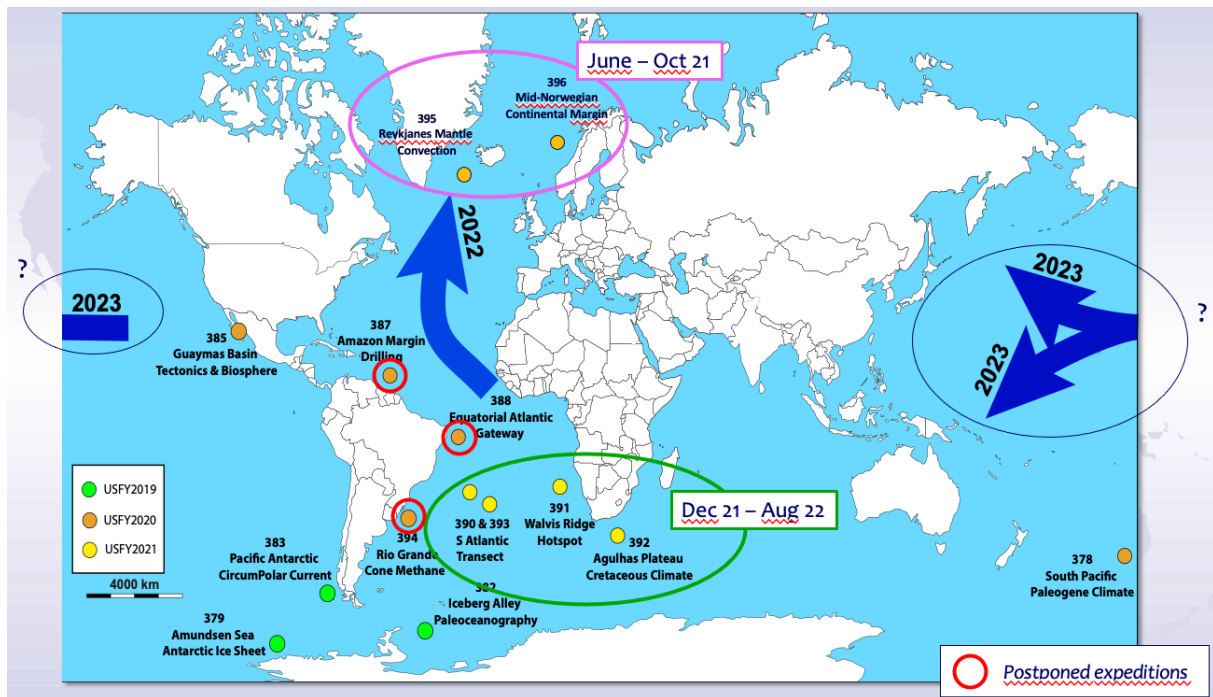 June – Oct 21
396
Mid-Norwegian
Continental Margin
395
Reykjanes Mantle
Convection
2022
?
2023
2023
2023
?
385
Guaymas Basin
Tectonics & Biosphere
387
Amazon Margin
Drilling
388
Equatorial Atlantic
Gateway
USFY2019
USFY2020
USFY2021
4000 km
390 & 393
S Atlantic
Transect
391
Walvis Ridge
Hotspot
Dec 21 – Aug 22
392
Agulhas Plateau
Cretaceous Climate
394
Rio Grande
Cone Methane
383
Pacific Antarctic
CircumPolar Current
382
Iceberg Alley
Paleoceanography
378
South Pacific
Paleogene Climate
379
Amundsen Sea
Antarctic Ice Sheet
Postponed expeditions